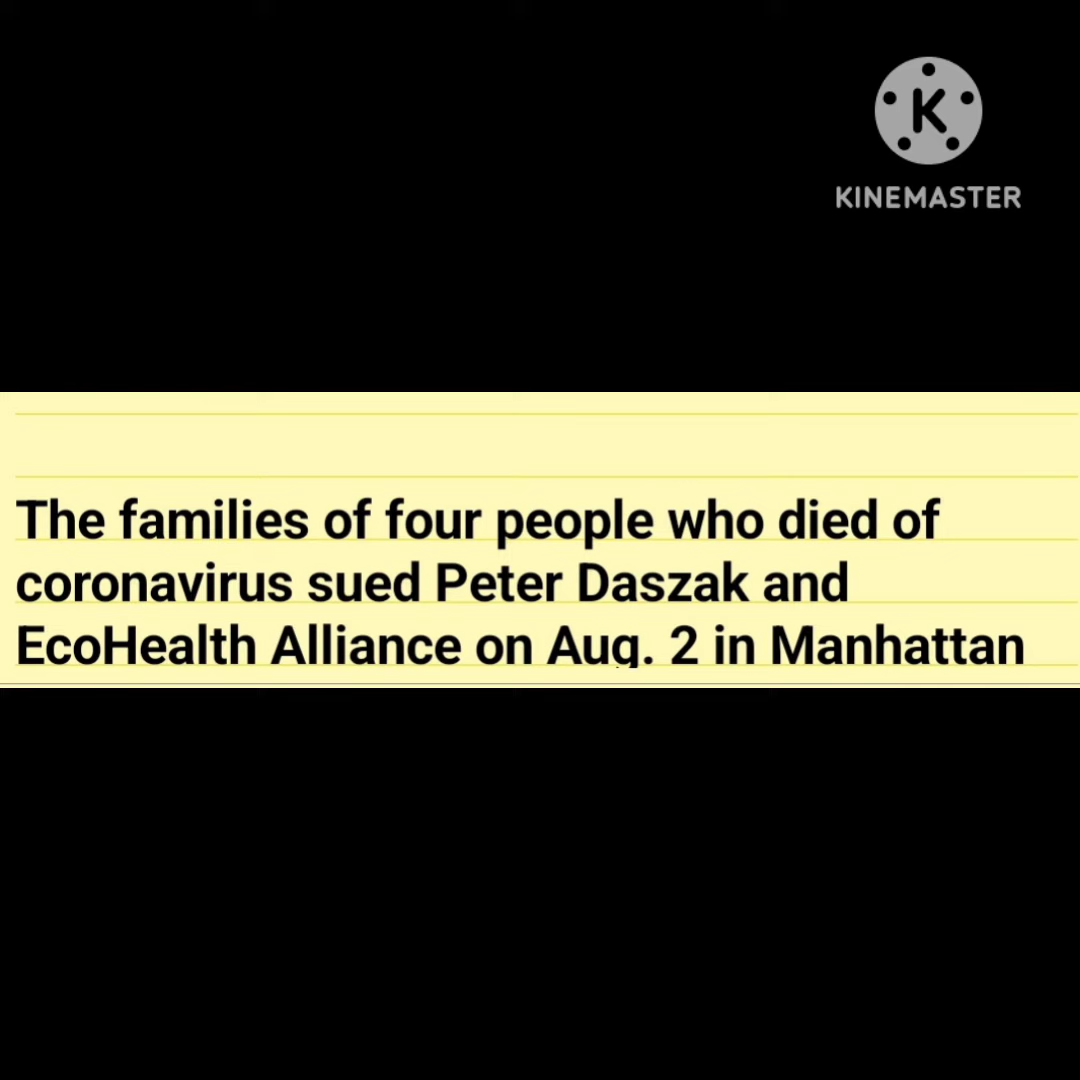 K
KINEMASTER
The families of four people who died of
coronavirus sued Peter Daszak and
EcoHealth Alliance on Aug. 2 in Manhattan